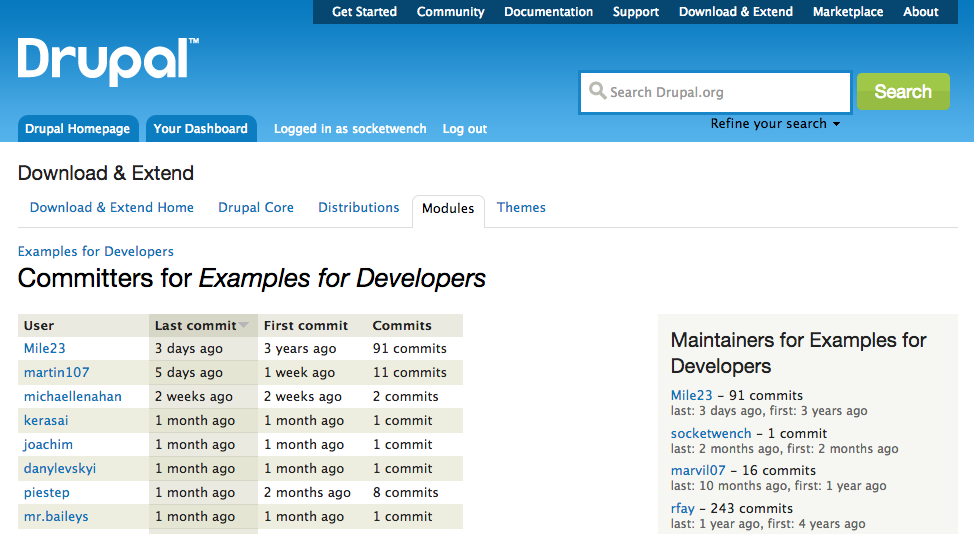 Get Started Community Documentation Support Download & Extend Marketplace About
Drupal™
Search Drupal.org Search
Refine your search
Drupal Homepage Your Dashboard Logged in as socketwench Log out
Download & Extend
Download & Extend Home Drupal Core Distributions Modules Themes
Examples for Developers
Committers for Examples for Developers
User Last commit First commit Commits
Mile23 3 days ago 3 years ago 91 commits
martin107 5 days ago 1 week ago 11 commits
michaellenahan 2 weeks ago 2 weeks ago 2 commits
kerasai 1 month ago 1 month ago 1 commit
joachim 1 month ago 1 month ago 1 commit
danylevskyi 1 month ago 1 month ago 1 commit
piestep 1 month ago 2 months ago 8 commits
mr.baileys 1 month ago 1 month ago 1 commit
Maintainers for Examples for
Developers
Mile23 – 91 commits
last: 3 days ago, first: 3 years ago
socketwench – 1 commit
last: 2 months ago, first: 2 months ago
marvil07 – 16 commits
last: 10 months ago, first: 1 year ago
rfay – 243 commits
last: 1 year ago, first: 4 years ago